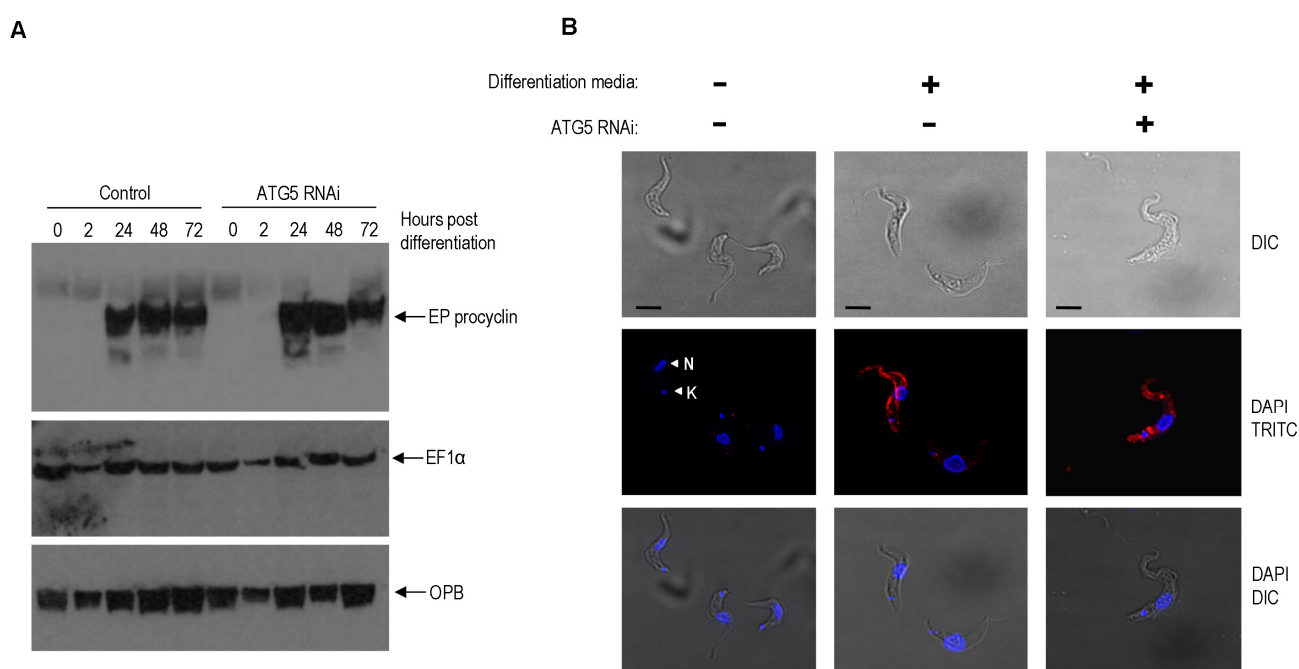 A
Control ATG5 RNAi
0 2 24 48 72 0 2 24 48 72
Hours post
differentiation
EP procyclin
EF1α
OPB
B
Differentiation media: - + +
ATG5 RNAi: - - +
DIC
N
K
DAPI
TRITC
DAPI
DIC